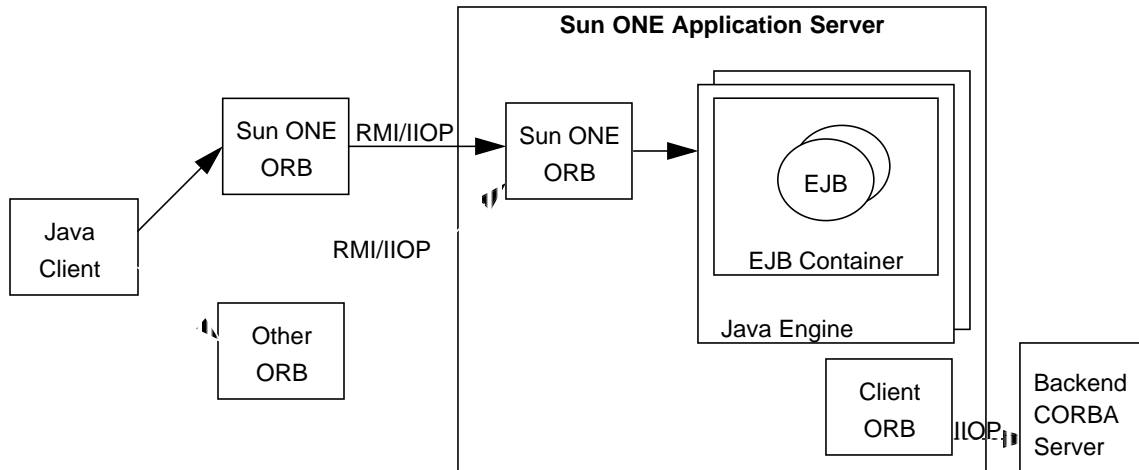 Sun ONE Application Server
Sun ONE
ORB
RMI/IIOP
Sun ONE
ORB
EJB
EJB Container
Java Engine
Java
Client
RMI/IIOP
Other
ORB
Client
ORB
IIOP
Backend
CORBA
Server